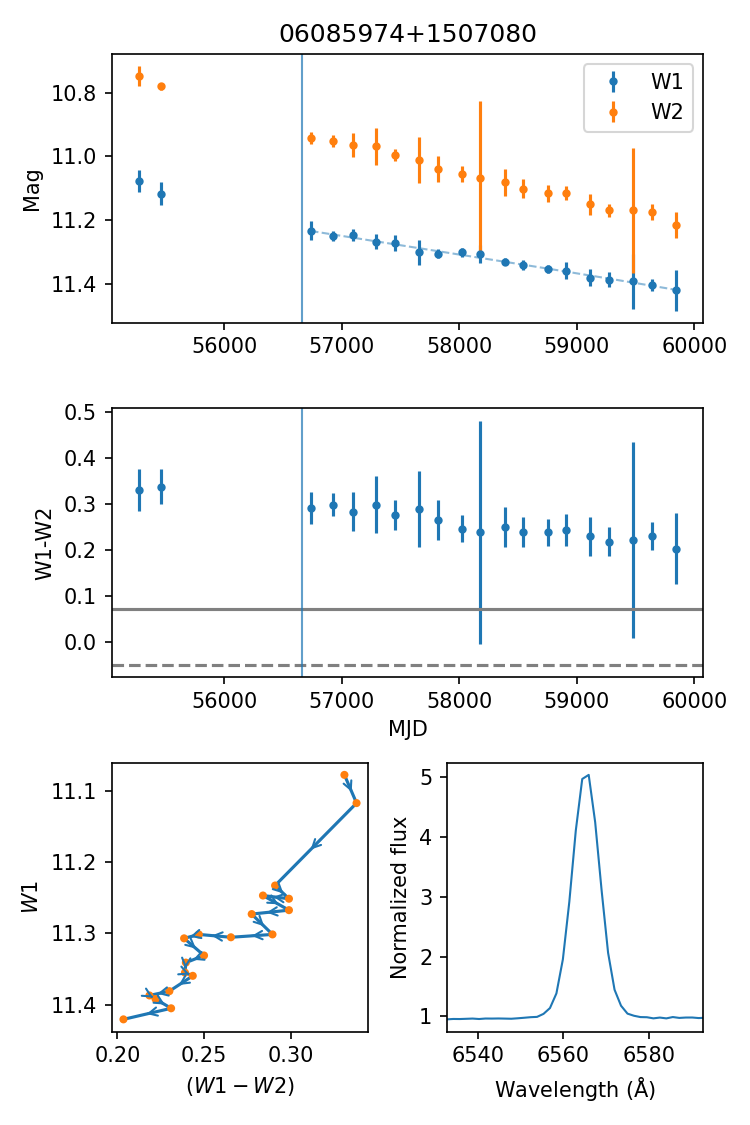 06085974+1507080
Mag
10.8
11.0
11.2
11.4
W1
W2
56000 57000 58000 59000 60000
W1-W2
0.5
0.4
0.3
0.2
0.1
0.0
56000 57000 58000 59000 60000
MJD
W1
11.1
11.2
11.3
11.4
0.20 0.25 0.30
(W1 − W2)
Normalized flux
5
4
3
2
1
6540 6560 6580
Wavelength (Å)